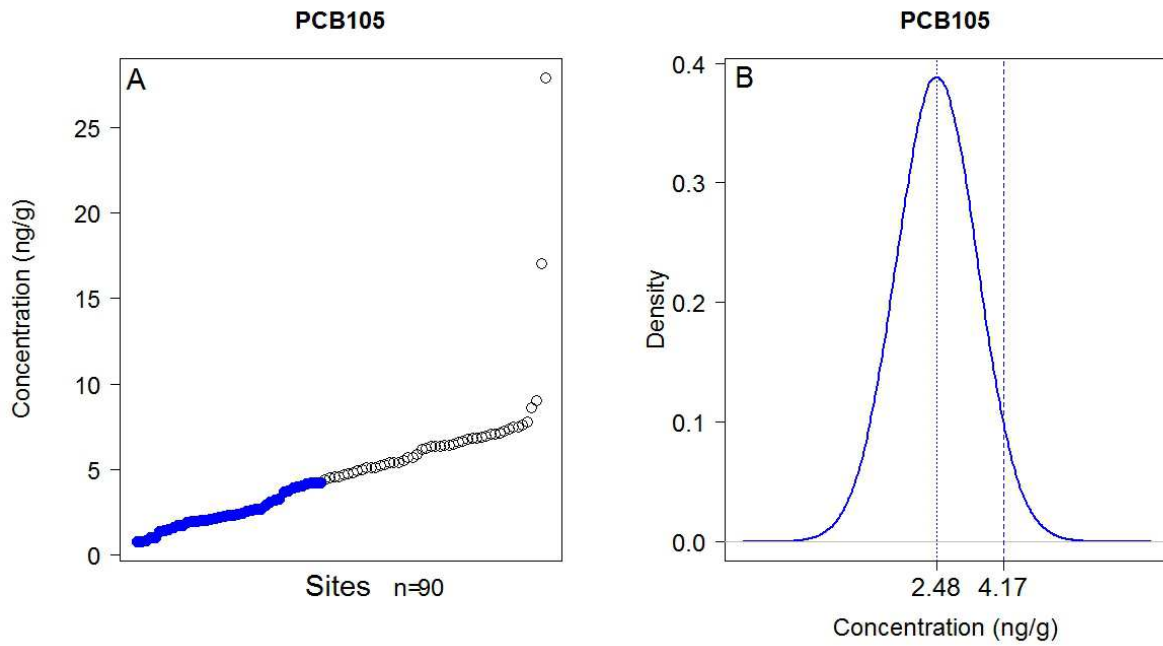 PCB105
A
Concentration (ng/g)
25
20
15
10
5
0
Sites n=90
PCB105
B
Density
0.4
0.3
0.2
0.1
0.0
2.48 4.17
Concentration (ng/g)